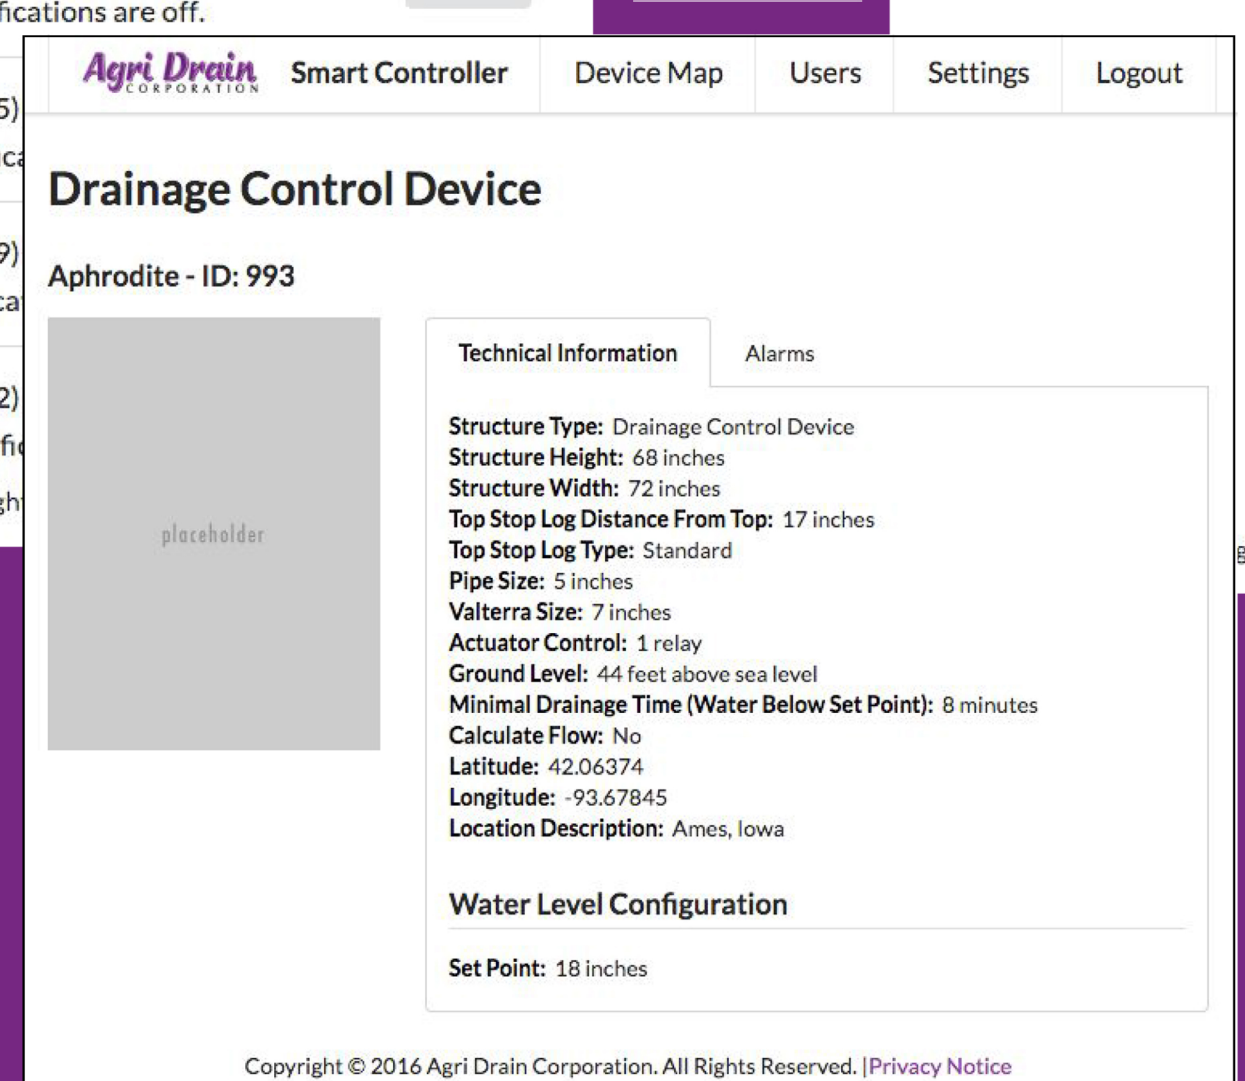 fications are off.
Agri Drain
CORPORATION
Smart Controller
Device Map
Users
Settings
Logout
Drainage Control Device
Aphrodite - ID: 993
placeholder
Technical Information
Alarms
Structure Type: Drainage Control Device
Structure Height: 68 inches
Structure Width: 72 inches
Top Stop Log Distance From Top: 17 inches
Top Stop Log Type: Standard
Pipe Size: 5 inches
Valterra Size: 7 inches
Actuator Control: 1 relay
Ground Level: 44 feet above sea level
Minimal Drainage Time (Water Below Set Point): 8 minutes
Calculate Flow: No
Latitude: 42.06374
Longitude: -93.67845
Location Description: Ames, Iowa
Water Level Configuration
Set Point: 18 inches
Copyright © 2016 Agri Drain Corporation. All Rights Reserved. |Privacy Notice